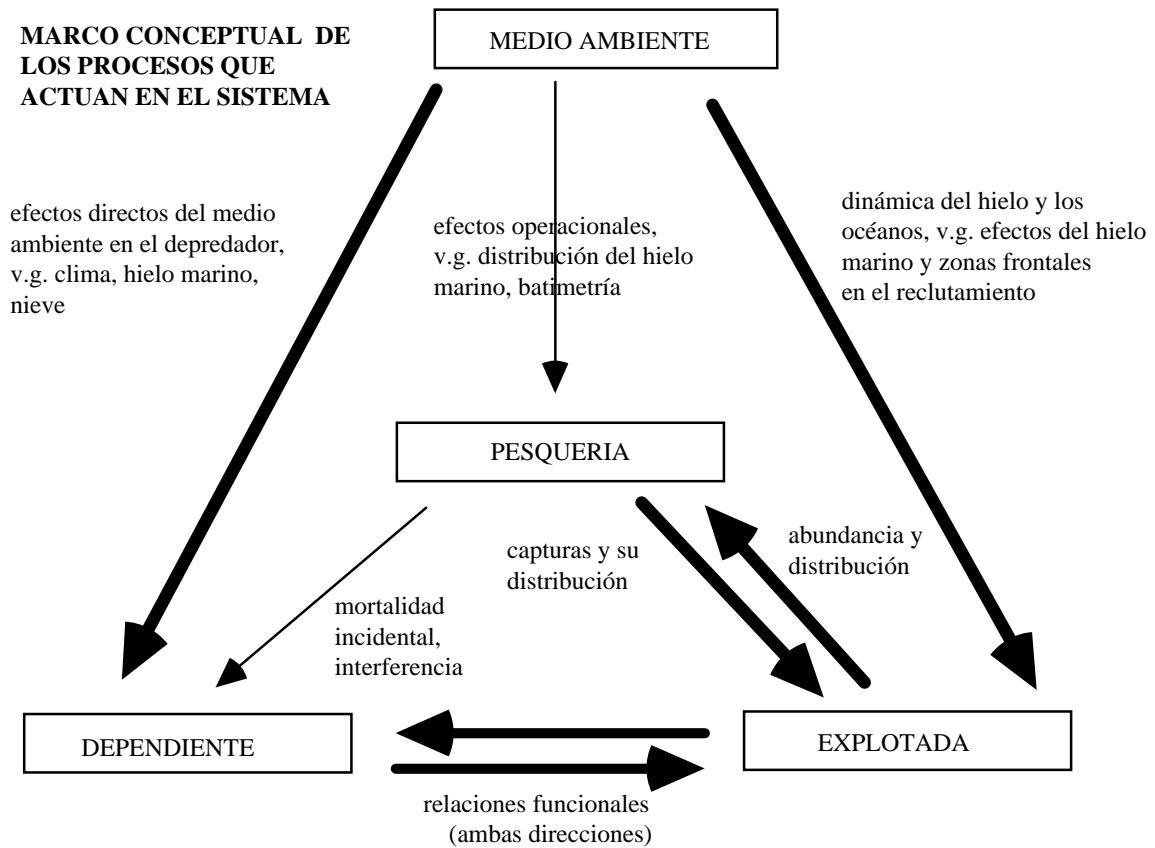 MARCO CONCEPTUAL DE
LOS PROCESOS QUE
ACTUAN EN EL SISTEMA
MEDIO AMBIENTE
efectos directos del medio
ambiente en el depredador,
v.g. clima, hielo marino,
nieve
efectos operacionales,
v.g. distribución del hielo
marino, batimetría
dinámica del hielo y los
océanos, v.g. efectos del hielo
marino y zonas frontales
en el reclutamiento
PESQUERIA
capturas y su
distribución
abundancia y
distribución
mortalidad
incidental,
interferencia
DEPENDIENTE
EXPLOTADA
relaciones funcionales
(ambas direcciones)